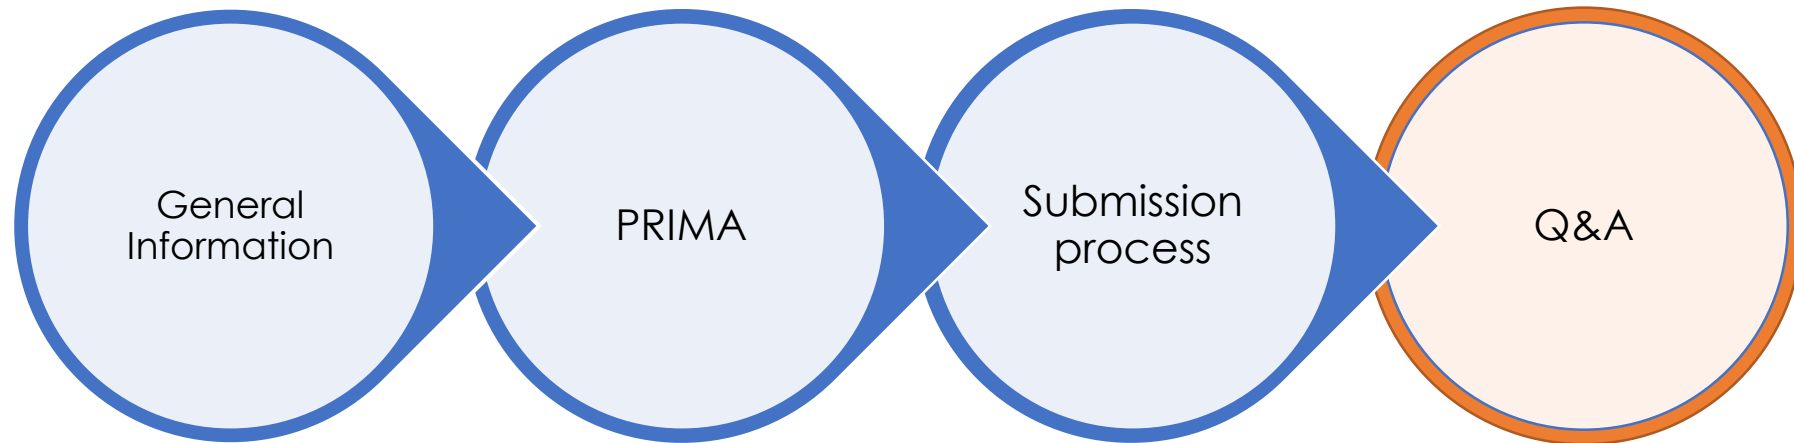 General
Information
PRIMA
Submission
process
Q&A